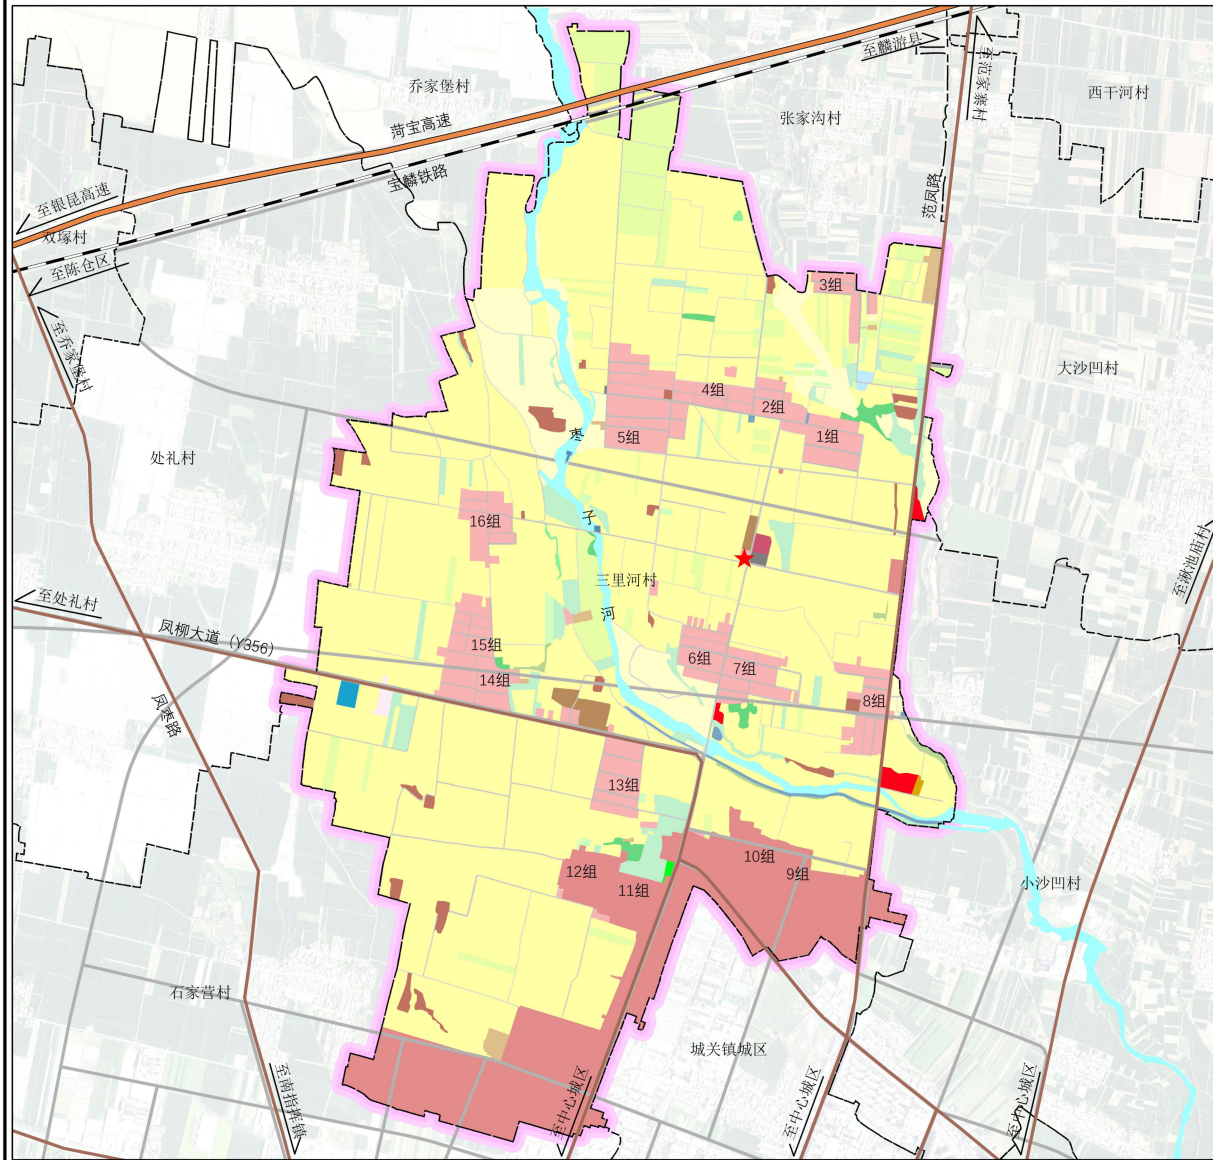 至麟游县
至范家寨村
乔家堡村
西干河村
张家沟村
菏宝高速
宝麟铁路
范凤路
至银昆高速
双塚村
至陈仓区
3组
至乔家堡村
大沙凹村
4组
2组
5组
1组
枣
处礼村
16组
子
至湫池庙村
三里河村
至处礼村
河
凤柳大道（Y356）
15组
6组
7组
14组
8组
凤枣路
13组
10组
12组
9组
11组
小沙凹村
石家营村
城关镇城区
至南指挥镇
至中心城区
至中心城区
至中心城区